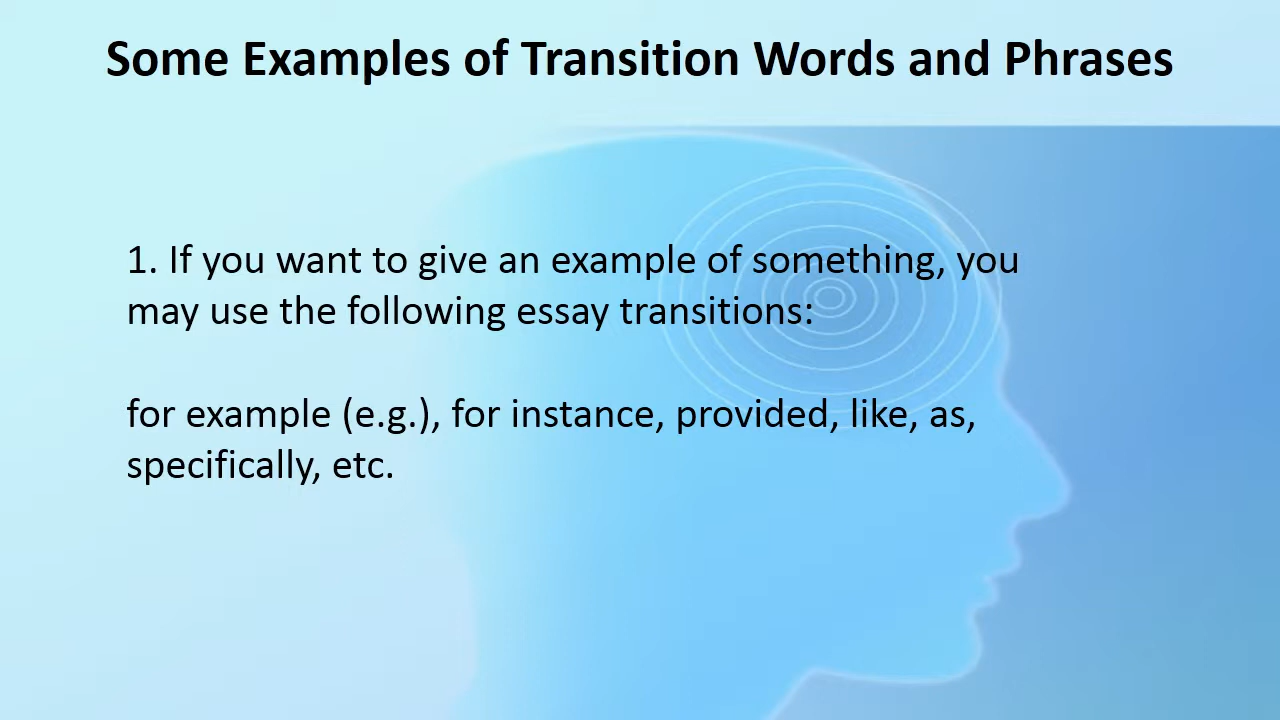 Some Examples of Transition Words and Phrases
1. If you want to give an example of something, you
may use the following essay transitions:
for example (e.g.), for instance, provided, like, as,
specifically, etc.